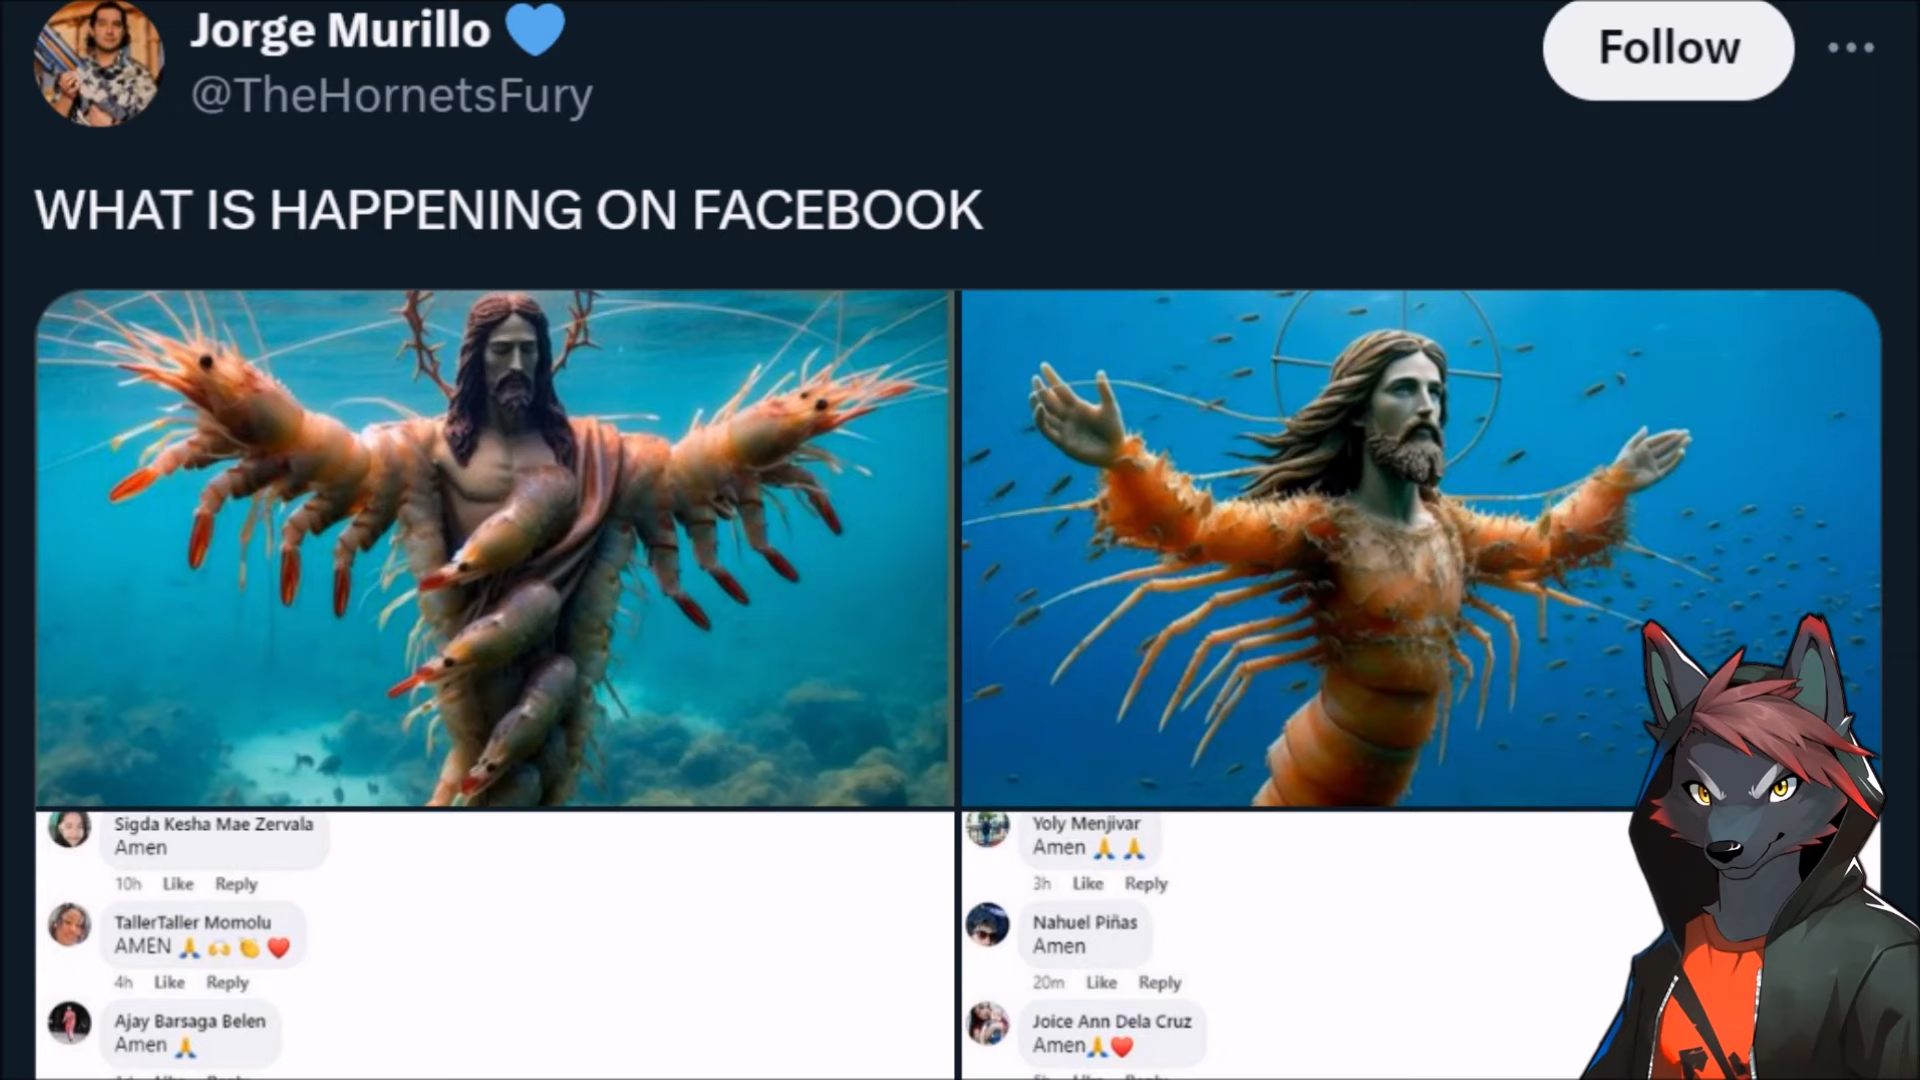 Jorge Murillo 💙
@TheHornetsFury
Follow
WHAT IS HAPPENING ON FACEBOOK
Sigda Kesha Mae Zervala
Amen
10h Like Reply
TallerTaller Momolu
AMEN 🙏 🙌 👏 ❤️
4h Like Reply
Ajay Barsaga Belen
Amen 🙏
Yoly Menjivar
Amen 🙏 🙏
3h Like Reply
Nahuel Piñas
Amen
20m Like Reply
Joice Ann Dela Cruz
Amen🙏❤️